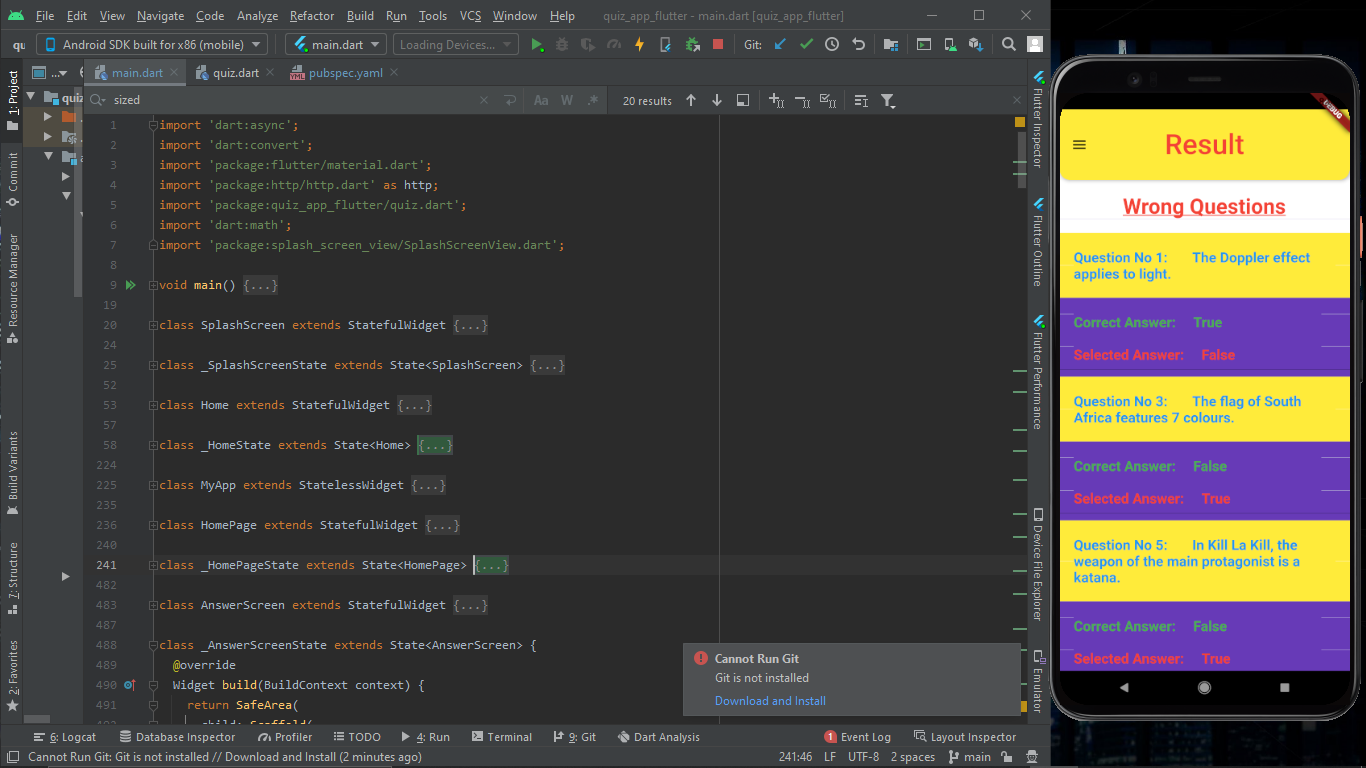 File Edit View Navigate Code Analyze Refactor Build Run Tools VCS Window Help quiz_app_flutter - main.dart [quiz_app_flutter]
qu Android SDK built for x86 (mobile) main.dart Loading Devices... Git:
1: Project
Commit
Resource Manager
Build Variants
7: Structure
2: Favorites
quiz
main.dart quiz.dart pubspec.yaml
sized Aa W .* 20 results
1 import 'dart:async';
2 import 'dart:convert';
3 import 'package:flutter/material.dart';
4 import 'package:http/http.dart' as http;
5 import 'package:quiz_app_flutter/quiz.dart';
6 import 'dart:math';
7 import 'package:splash_screen_view/SplashScreenView.dart';
8
9 void main() {...}
19
20 class SplashScreen extends StatefulWidget {...}
24
25 class _SplashScreenState extends State<SplashScreen> {...}
52
53 class Home extends StatefulWidget {...}
57
58 class _HomeState extends State<Home> {...}
224
225 class MyApp extends StatelessWidget {...}
235
236 class HomePage extends StatefulWidget {...}
240
241 class _HomePageState extends State<HomePage> {...}
482
483 class AnswerScreen extends StatefulWidget {...}
487
488 class _AnswerScreenState extends State<AnswerScreen> {
489 @override
490 Widget build(BuildContext context) {
491 return SafeArea(
child: Scaffold(
Cannot Run Git
Git is not installed
Download and Install
Flutter Inspector
Flutter Outline
Flutter Performance
Device File Explorer
Emulator
6: Logcat Database Inspector Profiler TODO 4: Run Terminal 9: Git Dart Analysis 1 Event Log Layout Inspector
Cannot Run Git: Git is not installed // Download and Install (2 minutes ago) 241:46 LF UTF-8 2 spaces main
DEBUG
Result
Wrong Questions
Question No 1: The Doppler effect
applies to light.
Correct Answer: True
Selected Answer: False
Question No 3: The flag of South
Africa features 7 colours.
Correct Answer: False
Selected Answer: True
Question No 5: In Kill La Kill, the
weapon of the main protagonist is a
katana.
Correct Answer: False
Selected Answer: True